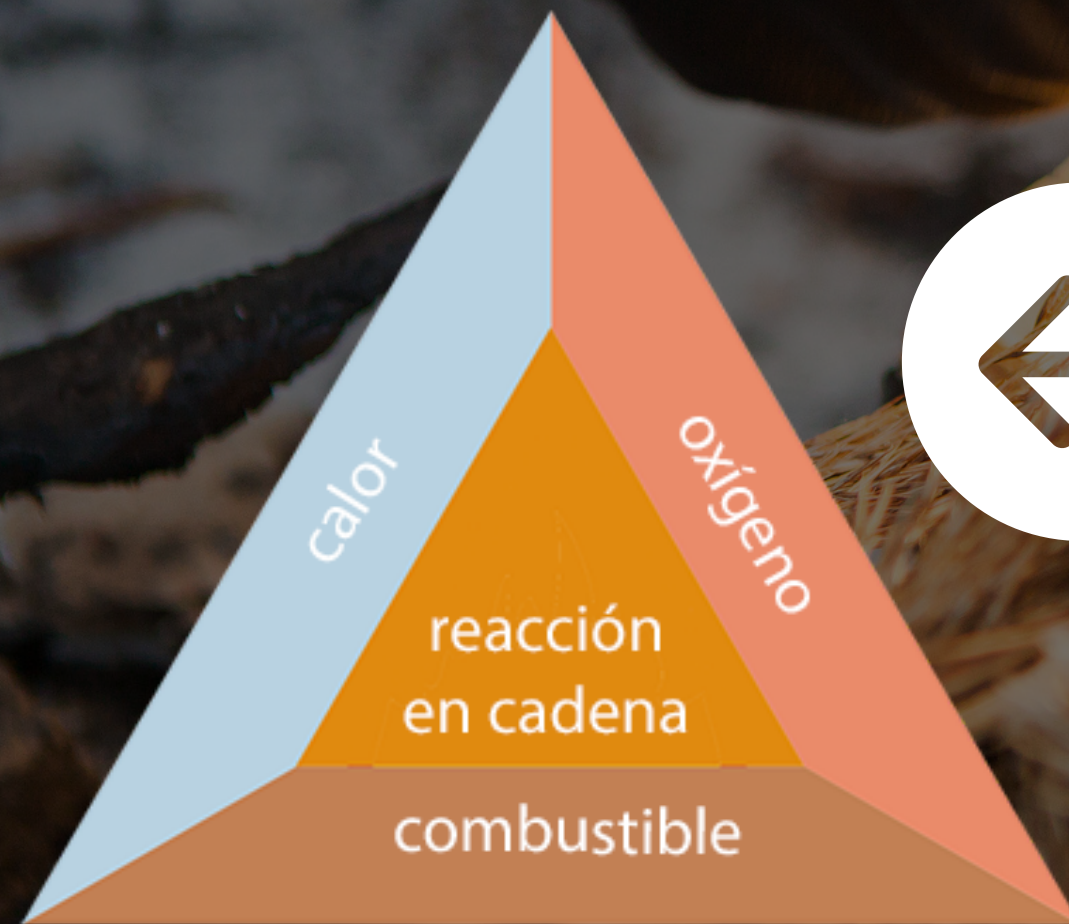 calor
oxígeno
reacción
en cadena
combustible